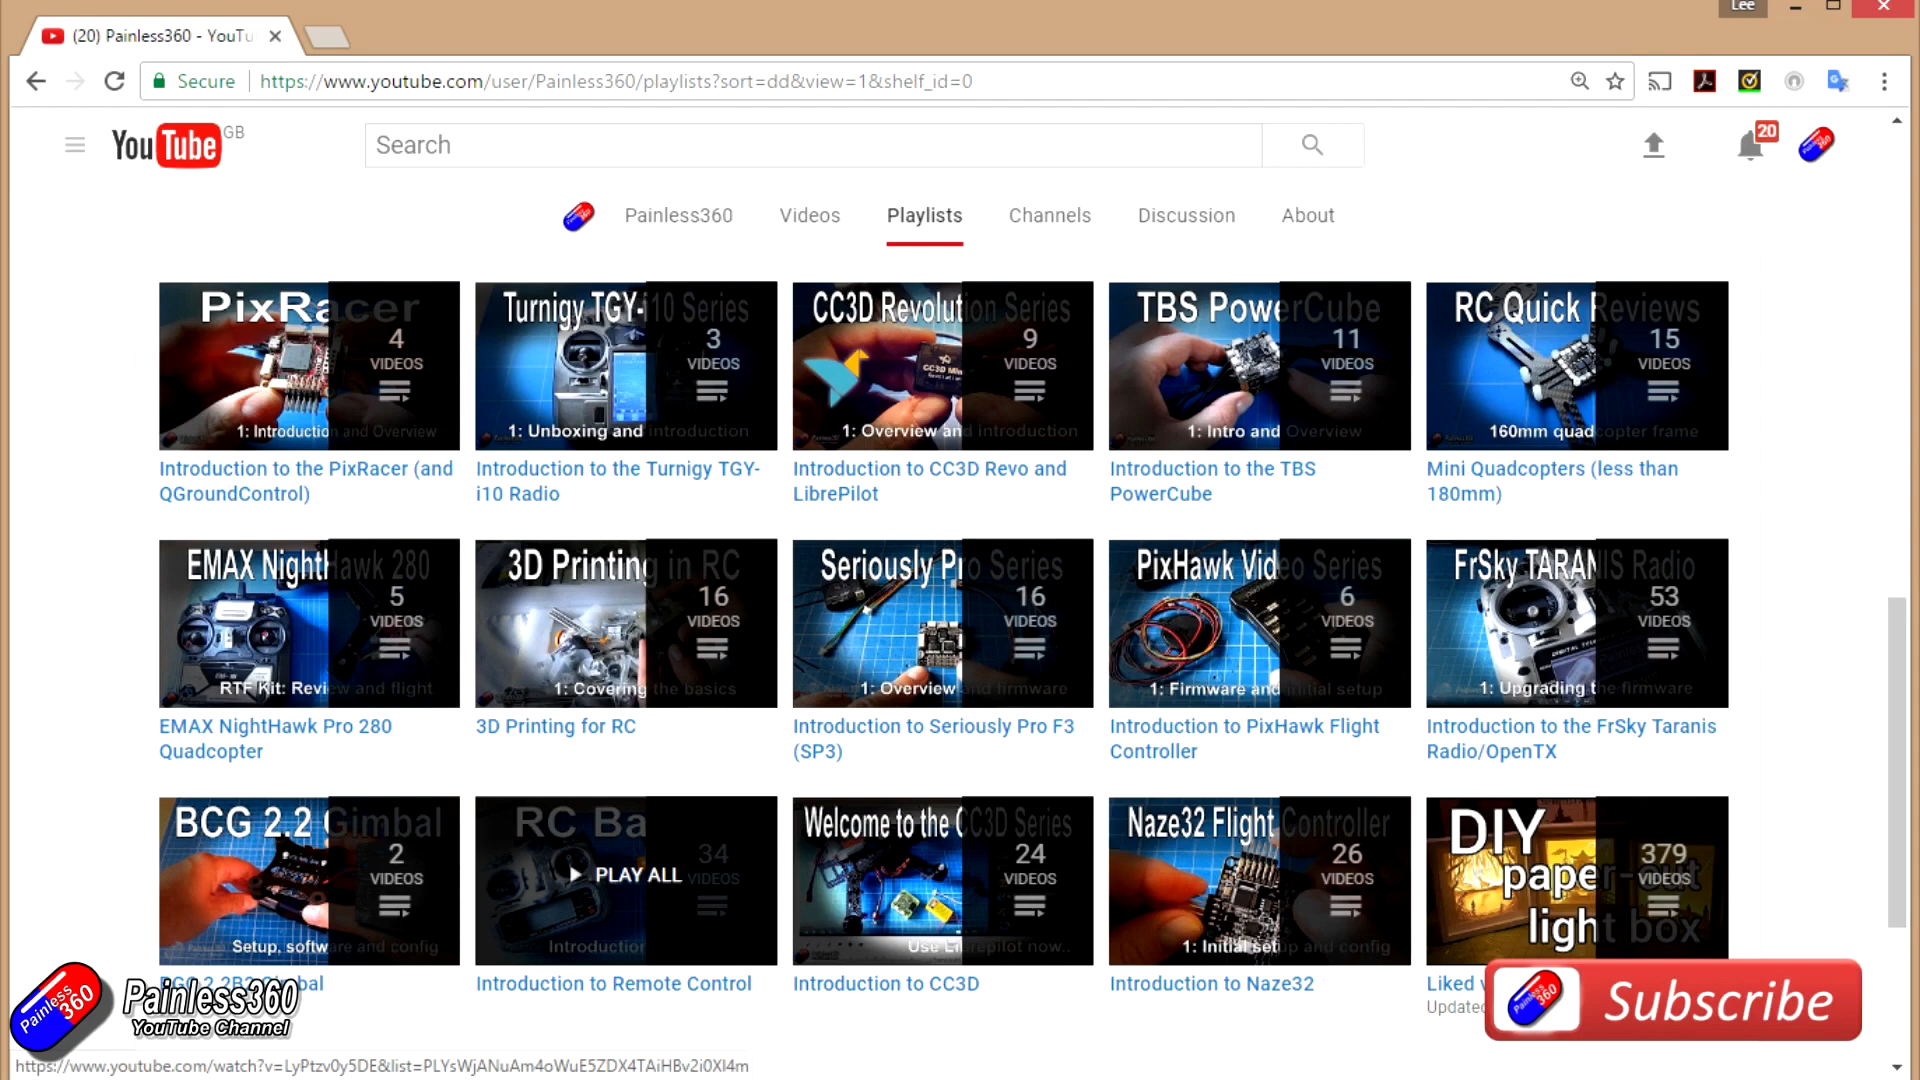 Lee
(20) Painless360 - YouTu
Secure
https://www.youtube.com/user/Painless360/playlists?sort=dd&view=1&shelf_id=0
YouTube GB
Search
20
Painless360 Videos Playlists Channels Discussion About
PixRacer
4
VIDEOS
1: Introduction and Overview
Introduction to the PixRacer (and
QGroundControl)
Turnigy TGY-i10 Series
3
VIDEOS
1: Unboxing and introduction
Introduction to the Turnigy TGY-
i10 Radio
CC3D Revolution Series
9
VIDEOS
1: Overview and introduction
Introduction to CC3D Revo and
LibrePilot
TBS PowerCube
11
VIDEOS
1: Intro and Overview
Introduction to the TBS
PowerCube
RC Quick Reviews
15
VIDEOS
160mm quadcopter frame
Mini Quadcopters (less than
180mm)
EMAX NightHawk 280
5
VIDEOS
RTF Kit: Review and flight
EMAX NightHawk Pro 280
Quadcopter
3D Printing in RC
16
VIDEOS
1: Covering the basics
3D Printing for RC
Seriously Pro Series
16
VIDEOS
1: Overview and firmware
Introduction to Seriously Pro F3
(SP3)
PixHawk Video Series
6
VIDEOS
1: Firmware and initial setup
Introduction to PixHawk Flight
Controller
FrSky TARANIS Radio
53
VIDEOS
1: Upgrading the firmware
Introduction to the FrSky Taranis
Radio/OpenTX
BCG 2.2 Gimbal
2
VIDEOS
Setup, software and config
BGC 2.2B2 Gimbal
RC Ba
34
VIDEOS
PLAY ALL
Introduction
Introduction to Remote Control
Welcome to the CC3D Series
24
VIDEOS
Use Librepilot now..
Introduction to CC3D
Naze32 Flight Controller
26
VIDEOS
1: Initial setup and config
Introduction to Naze32
DIY
paper-cut
light box
379
VIDEOS
Liked v
Updated
Painless 360
Painless360
YouTube Channel
Subscribe
https://www.youtube.com/watch?v=LyPtzv0y5DE&list=PLYsWjANuAm4oWuE5ZDX4TAiHBv2i0Xl4m